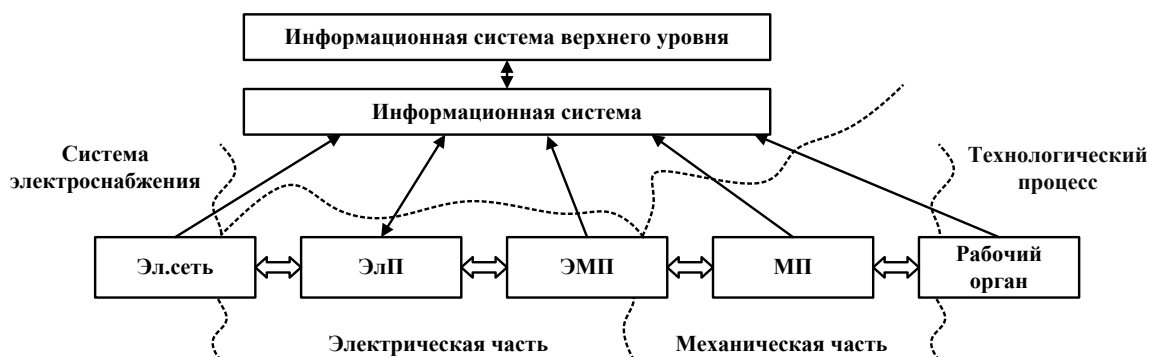 Информационная система верхнего уровня
Информационная система
Система
электроснабжения
Технологический
процесс
Эл.сеть
ЭлП
ЭМП
МП
Рабочий
орган
Электрическая часть
Механическая часть